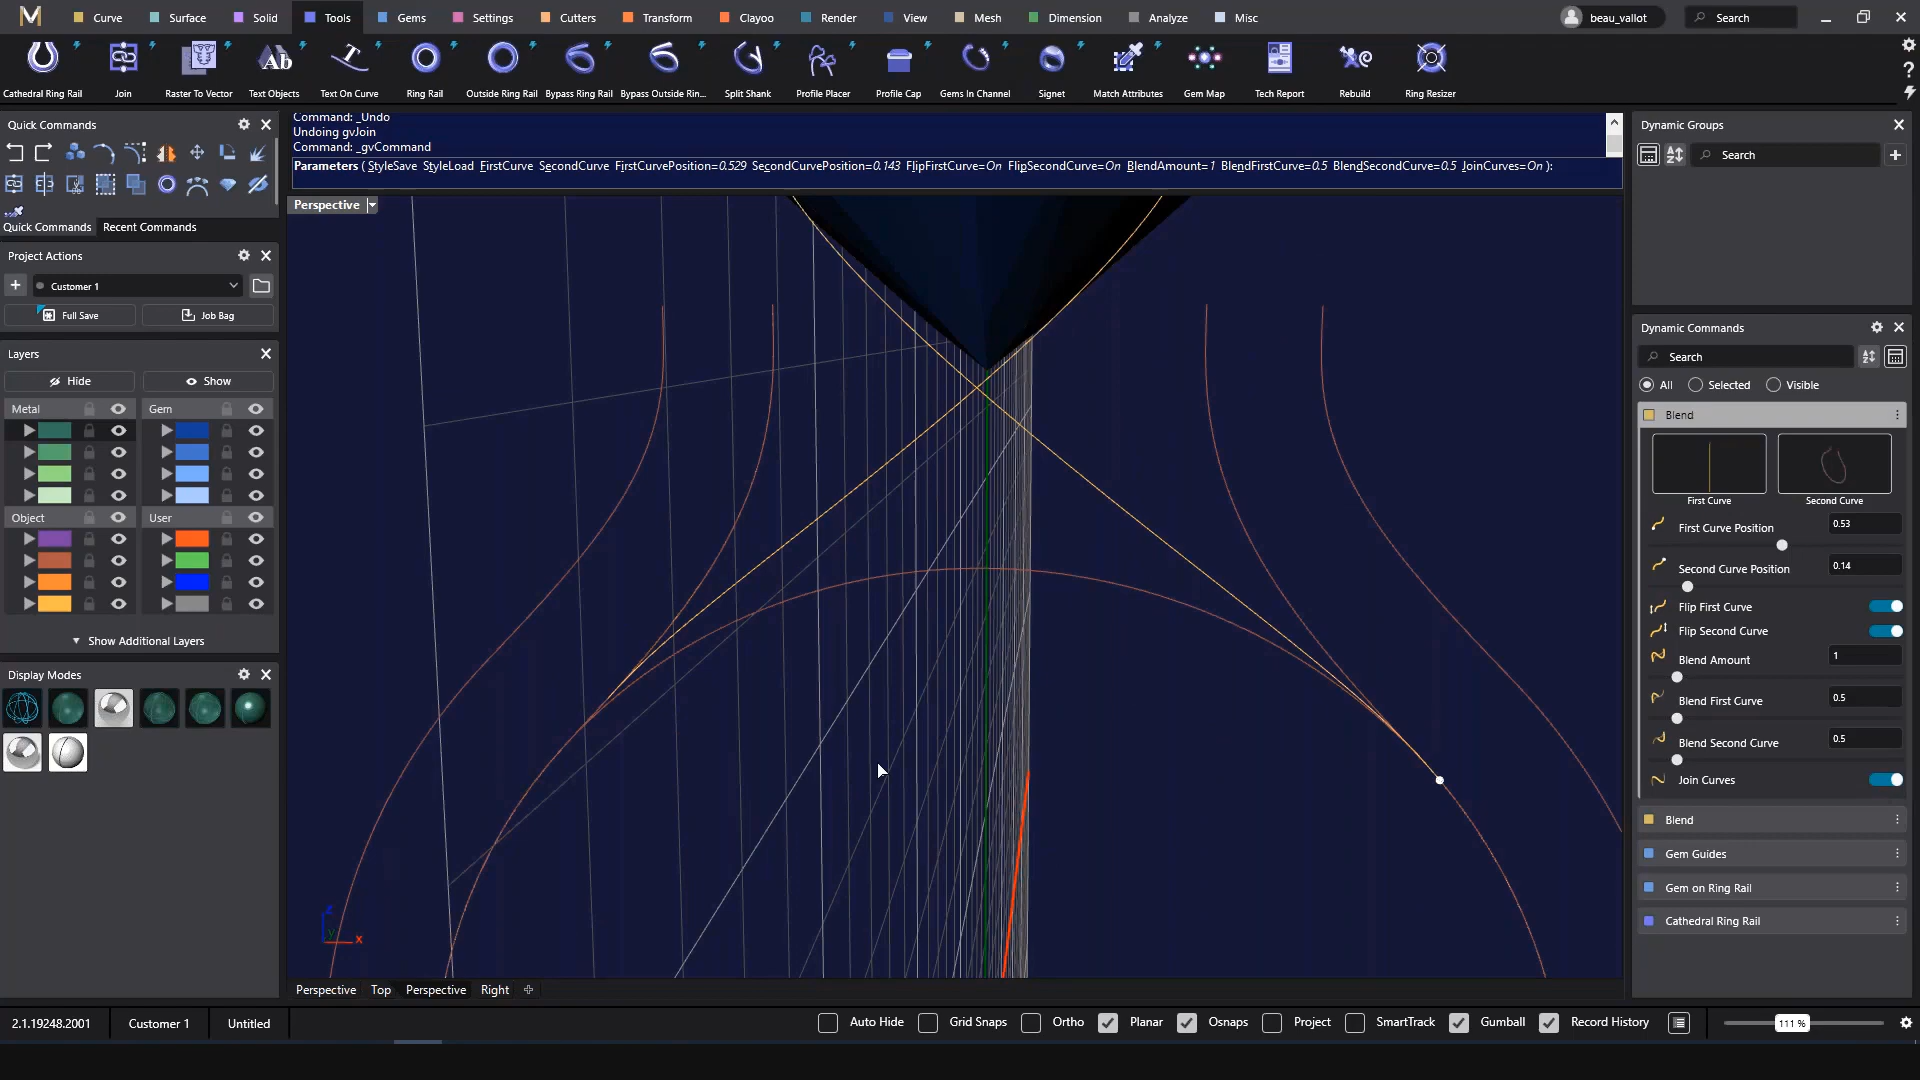 Curve Surface Solid Tools Gems Settings Cutters Transform Clayoo Render View Mesh Dimension Analyze Misc beau_vallot Search
Cathedral Ring Rail Join Raster To Vector Text Objects Text On Curve Ring Rail Outside Ring Rail Bypass Ring Rail Bypass Outside Rin... Split Shank Profile Placer Profile Cap Gems In Channel Signet Match Attributes Gem Map Tech Report Rebuild Ring Resizer
Quick Commands
Quick Commands Recent Commands
Project Actions
Customer 1
Full Save Job Bag
Layers
Hide Show
Metal Gem
Object User
Show Additional Layers
Display Modes
Command: _Undo
Undoing gvJoin
Command: _gvCommand
Parameters ( StyleSave StyleLoad FirstCurve SecondCurve FirstCurvePosition=0.529 SecondCurvePosition=0.143 FlipFirstCurve=On FlipSecondCurve=On BlendAmount=1 BlendFirstCurve=0.5 BlendSecondCurve=0.5 JoinCurves=On ):
Perspective
z
y
x
Perspective Top Perspective Right
Dynamic Groups
Search
Dynamic Commands
Search
All Selected Visible
Blend
First Curve Second Curve
First Curve Position 0.53
Second Curve Position 0.14
Flip First Curve
Flip Second Curve
Blend Amount 1
Blend First Curve 0.5
Blend Second Curve 0.5
Join Curves
Blend
Gem Guides
Gem on Ring Rail
Cathedral Ring Rail
2.1.19248.2001 Customer 1 Untitled Auto Hide Grid Snaps Ortho Planar Osnaps Project SmartTrack Gumball Record History 111 %